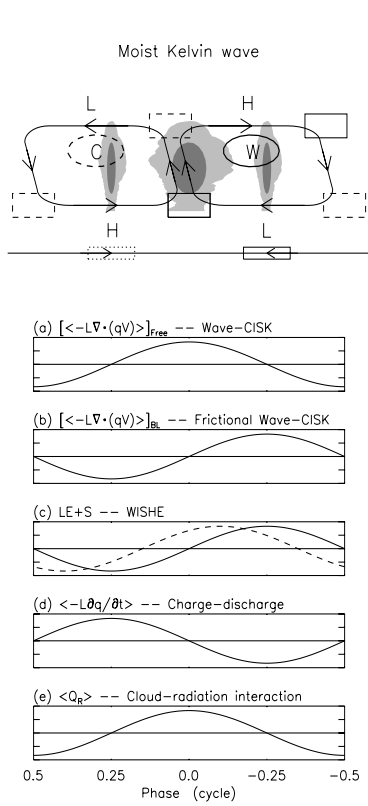 Moist Kelvin wave
L H
C W
H L
(a) [<−L∇·(qV)>]Free −− Wave−CISK
(b) [<−L∇·(qV)>]BL −− Frictional Wave−CISK
(c) LE+S −− WISHE
(d) <−L∂q/∂t> −− Charge−discharge
(e) <QR> −− Cloud−radiation interaction
0.5 0.25 0.0 −0.25 −0.5
Phase (cycle)